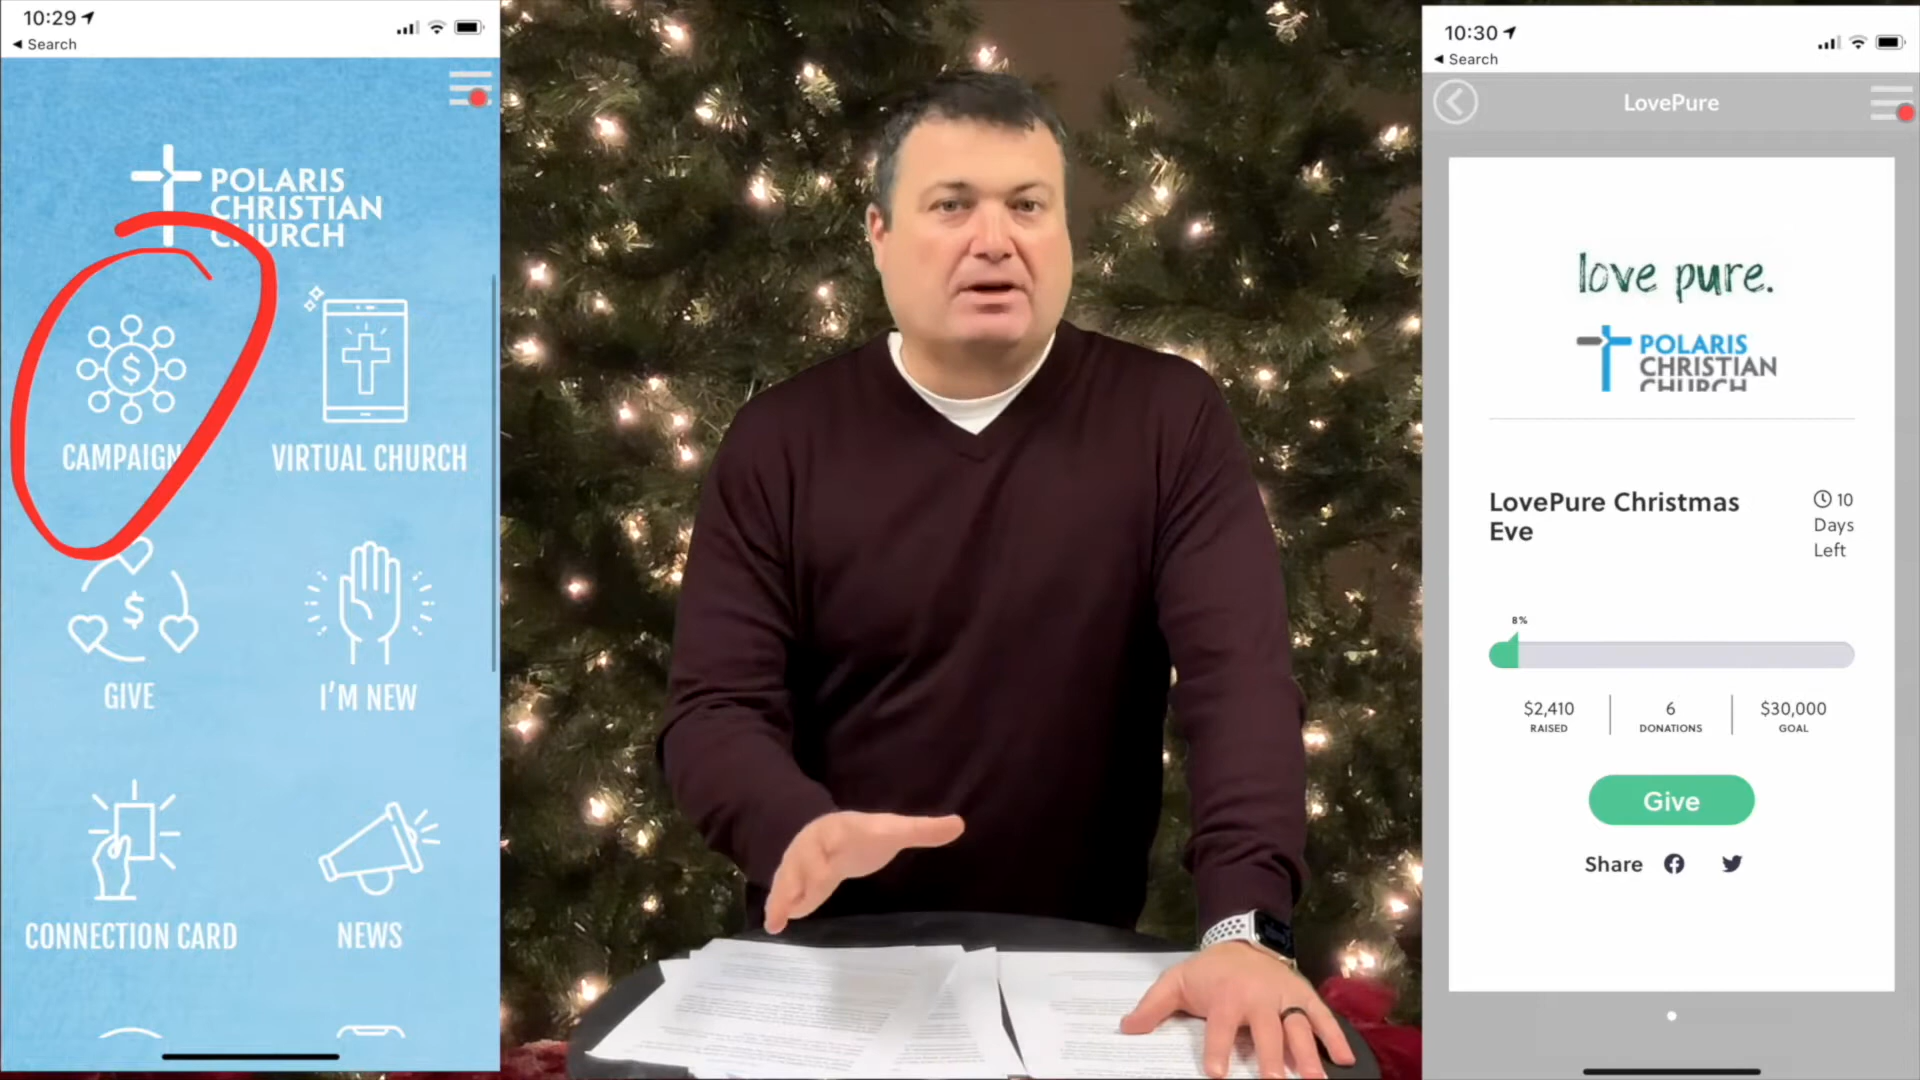 10:29
◀ Search
POLARIS
CHRISTIAN
CHURCH
$
CAMPAIGN
VIRTUAL CHURCH
$
GIVE
I'M NEW
CONNECTION CARD
NEWS
10:30
◀ Search
LovePure
love pure.
POLARIS
CHRISTIAN
CHURCH
LovePure Christmas
Eve
10
Days
Left
8%
$2,410
RAISED
6
DONATIONS
$30,000
GOAL
Give
Share